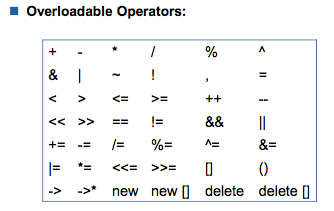 Overloadable Operators:
+ - * / % ^
& | ~ ! , =
< > <= >= ++ --
<< >> == != && ||
+= -= /= %= ^= &=
|= *= <<= >>= [] ()
-> ->* new new [] delete delete []